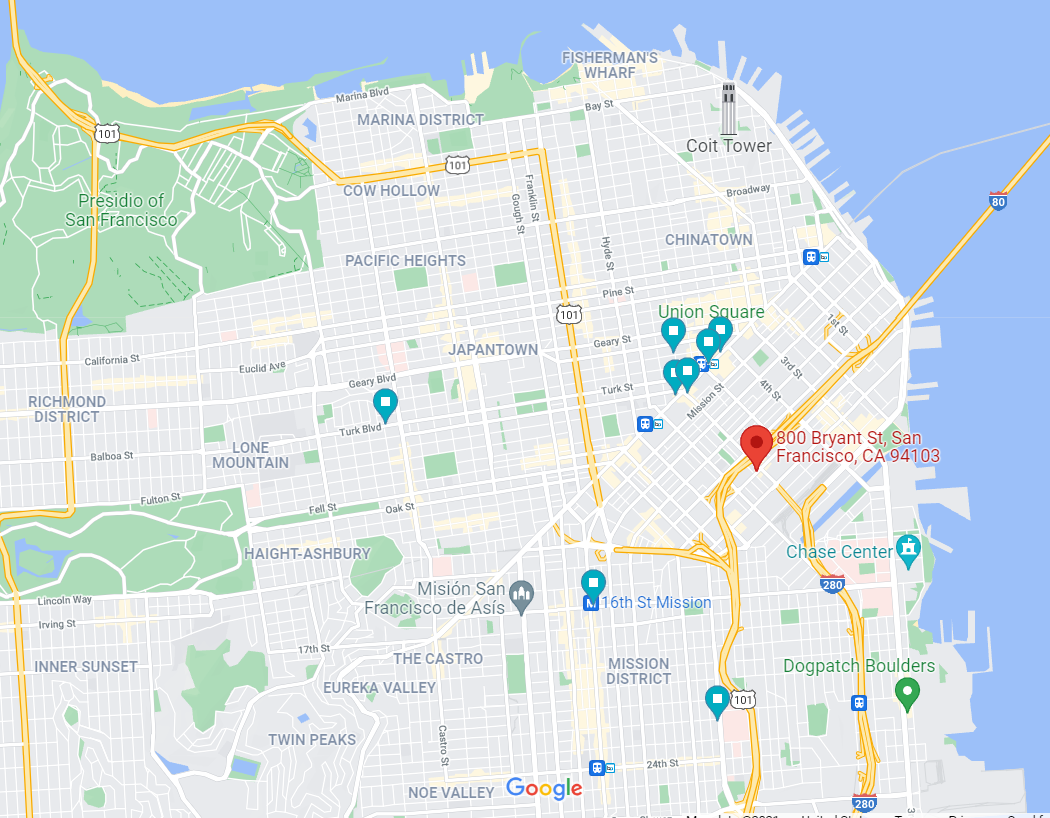 FISHERMAN'S
WHARF
Marina Blvd
Bay St
MARINA DISTRICT
101
Coit Tower
101
COW HOLLOW
Franklin St
Gough St
Broadway
Presidio of
San Francisco
80
Hyde St
CHINATOWN
PACIFIC HEIGHTS
Pine St
101
Union Square
1st St
Geary St
JAPANTOWN
California St
Euclid Ave
3rd St
Geary Blvd
Turk St
4th St
Mission St
RICHMOND
DISTRICT
Turk Blvd
800 Bryant St, San
Francisco, CA 94103
LONE
MOUNTAIN
Balboa St
Fulton St
Fell St
Oak St
HAIGHT-ASHBURY
Chase Center
280
Misión San
Francisco de Asís
M
16th St Mission
Lincoln Way
Irving St
17th St
THE CASTRO
INNER SUNSET
MISSION
DISTRICT
Dogpatch Boulders
EUREKA VALLEY
101
TWIN PEAKS
Castro St
24th St
NOE VALLEY
Google
280